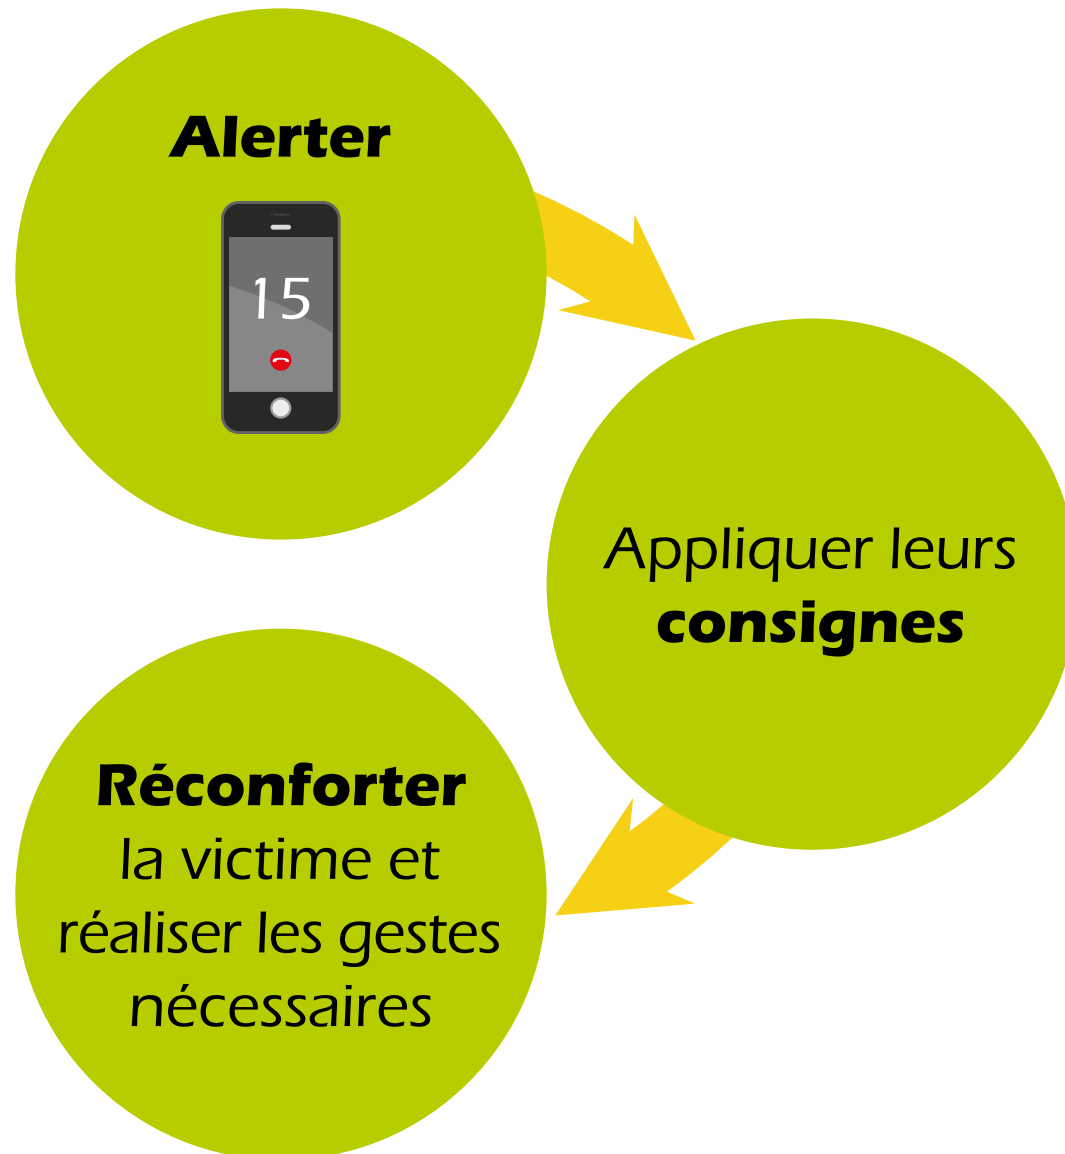 Alerter
15
Appliquer leurs
consignes
Réconforter
la victime et
réaliser les gestes
nécessaires